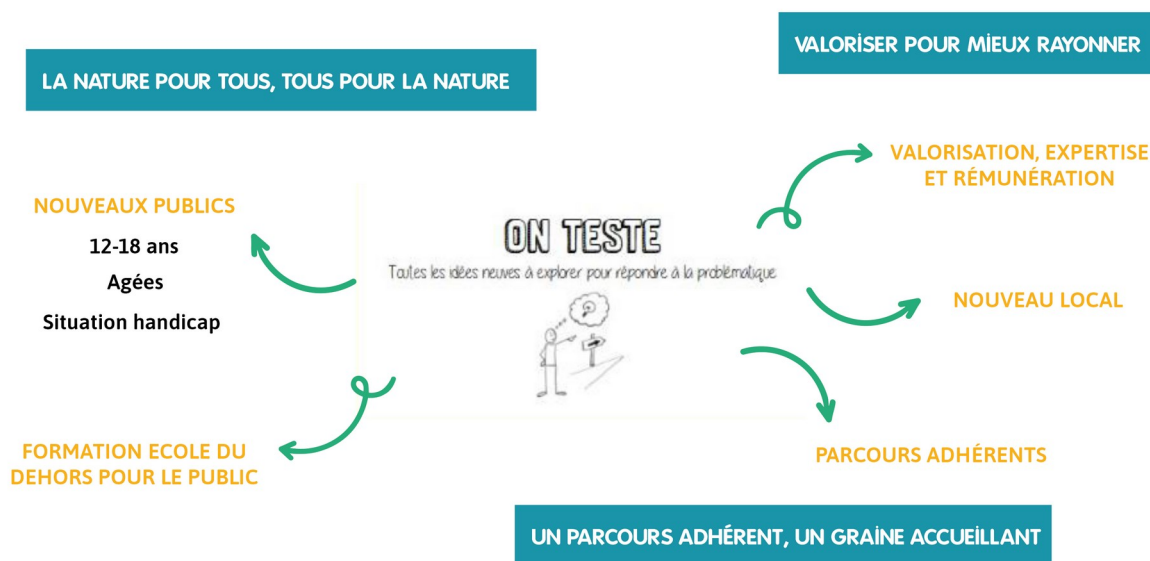 VALORISER POUR MIEUX RAYONNER
LA NATURE POUR TOUS, TOUS POUR LA NATURE
VALORISATION, EXPERTISE
ET RÉMUNÉRATION
NOUVEAUX PUBLICS
12-18 ans
Agées
Situation handicap
ON TESTE
Toutes les idées neuves à explorer pour répondre à la problématique
?
NOUVEAU LOCAL
FORMATION ECOLE DU
DEHORS POUR LE PUBLIC
PARCOURS ADHÉRENTS
UN PARCOURS ADHÉRENT, UN GRAINE ACCUEILLANT